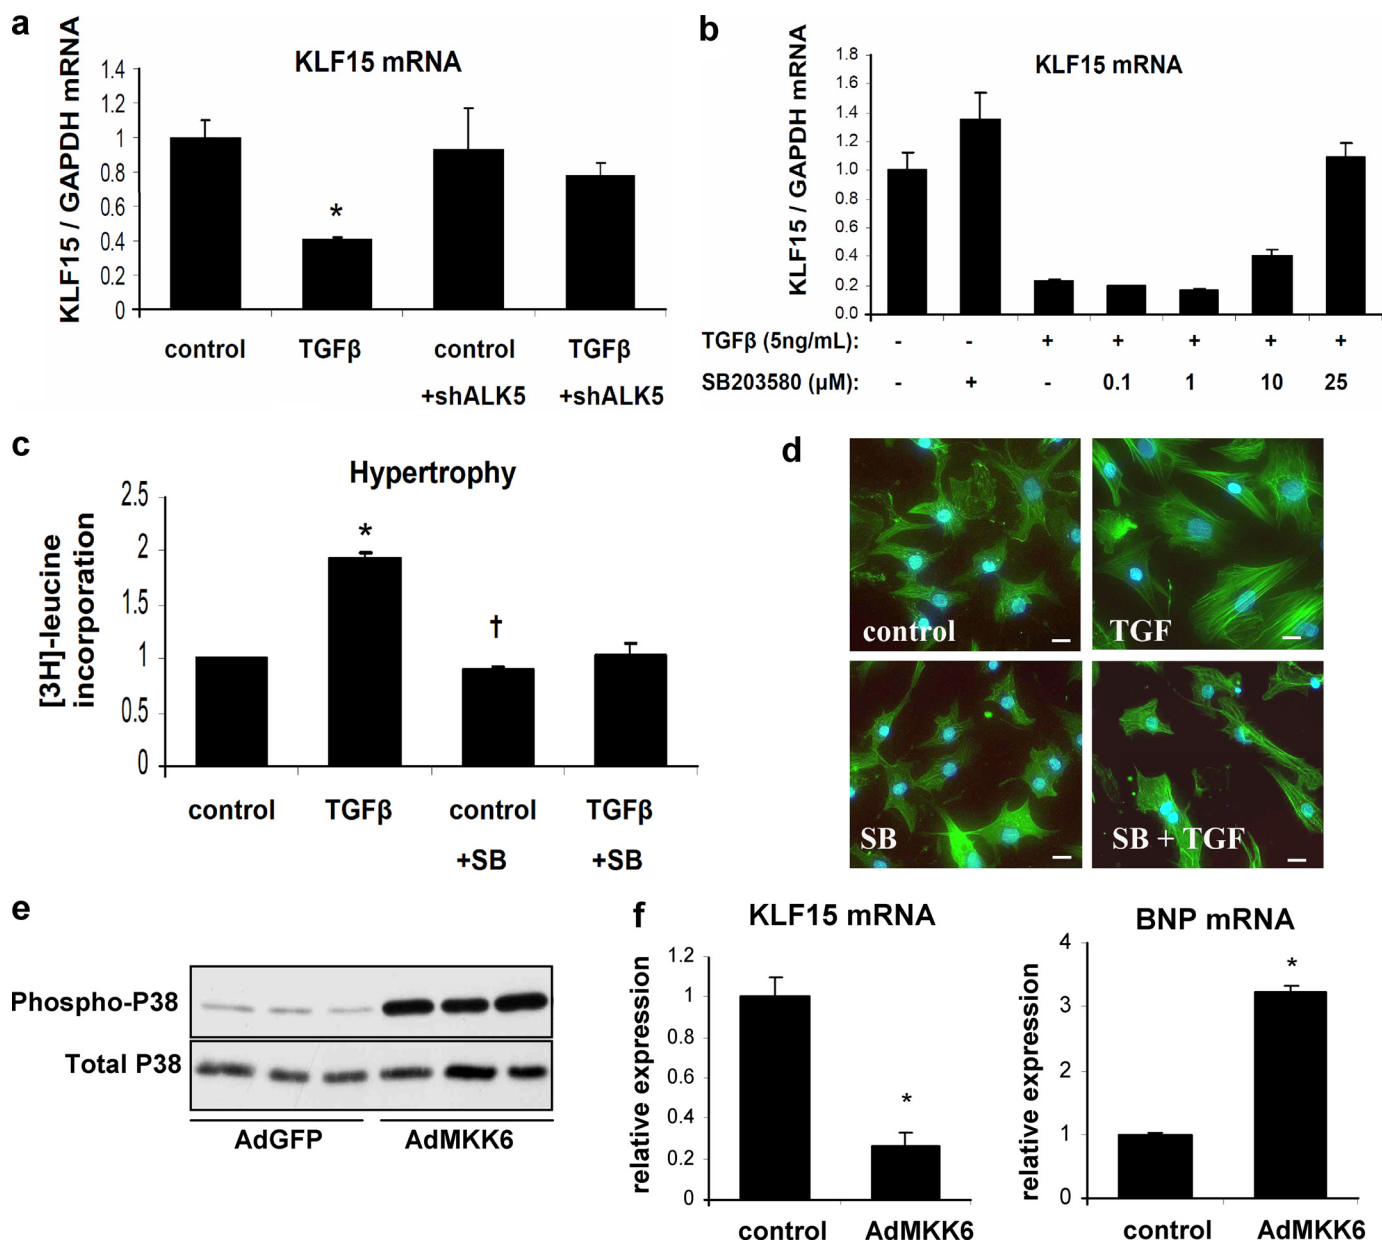 a
KLF15 mRNA
KLF15 / GAPDH mRNA
1.4
1.2
1
0.8
0.6
0.4
0.2
0
*
control
TGFβ
control
TGFβ
+shALK5
+shALK5
b
KLF15 mRNA
KLF15 / GAPDH mRNA
1.8
1.6
1.4
1.2
1.0
0.8
0.6
0.4
0.2
0.0
TGFβ (5ng/mL): - - + + + + +
SB203580 (µM): - + - 0.1 1 10 25
c
Hypertrophy
[3H]-leucine
incorporation
2.5
2
1.5
1
0.5
0
*
†
control
TGFβ
control
TGFβ
+SB
+SB
d
control
TGF
SB
SB + TGF
e
Phospho-P38
Total P38
AdGFP
AdMKK6
f
KLF15 mRNA
relative expression
1.2
1
0.8
0.6
0.4
0.2
0
*
control
AdMKK6
BNP mRNA
relative expression
4
3
2
1
0
*
control
AdMKK6